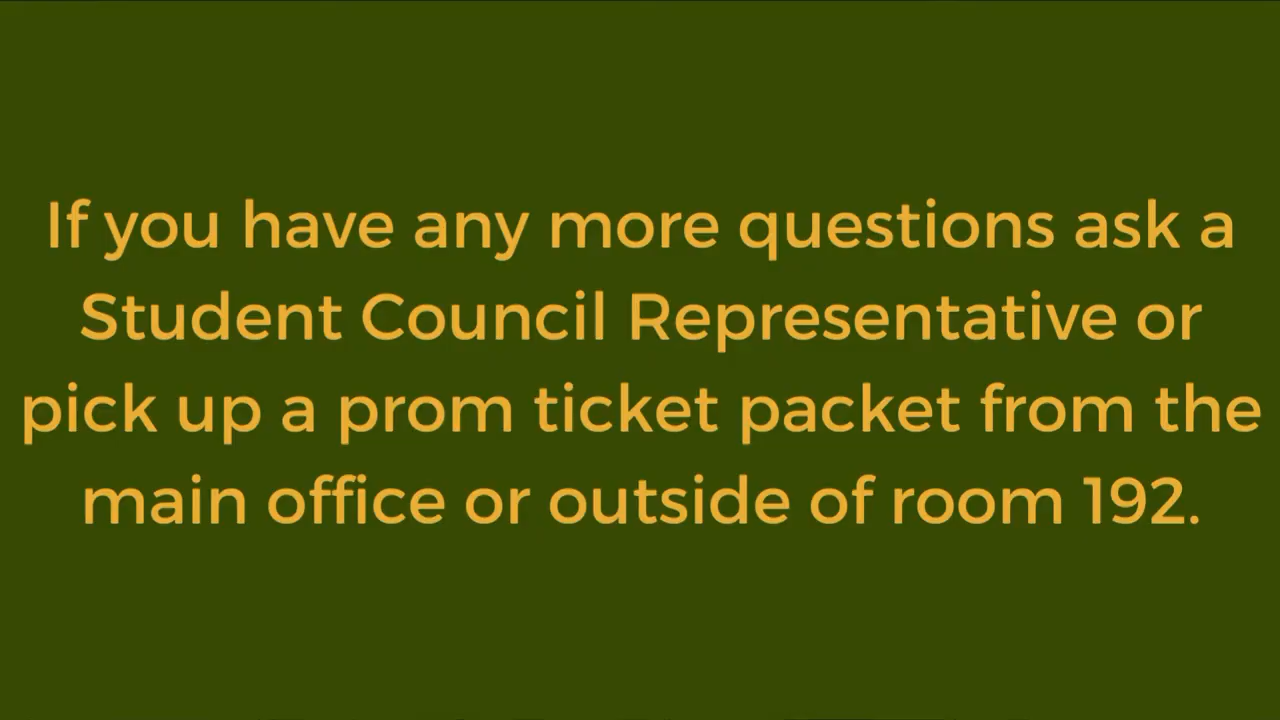 If you have any more questions ask a
Student Council Representative or
pick up a prom ticket packet from the
main office or outside of room 192.